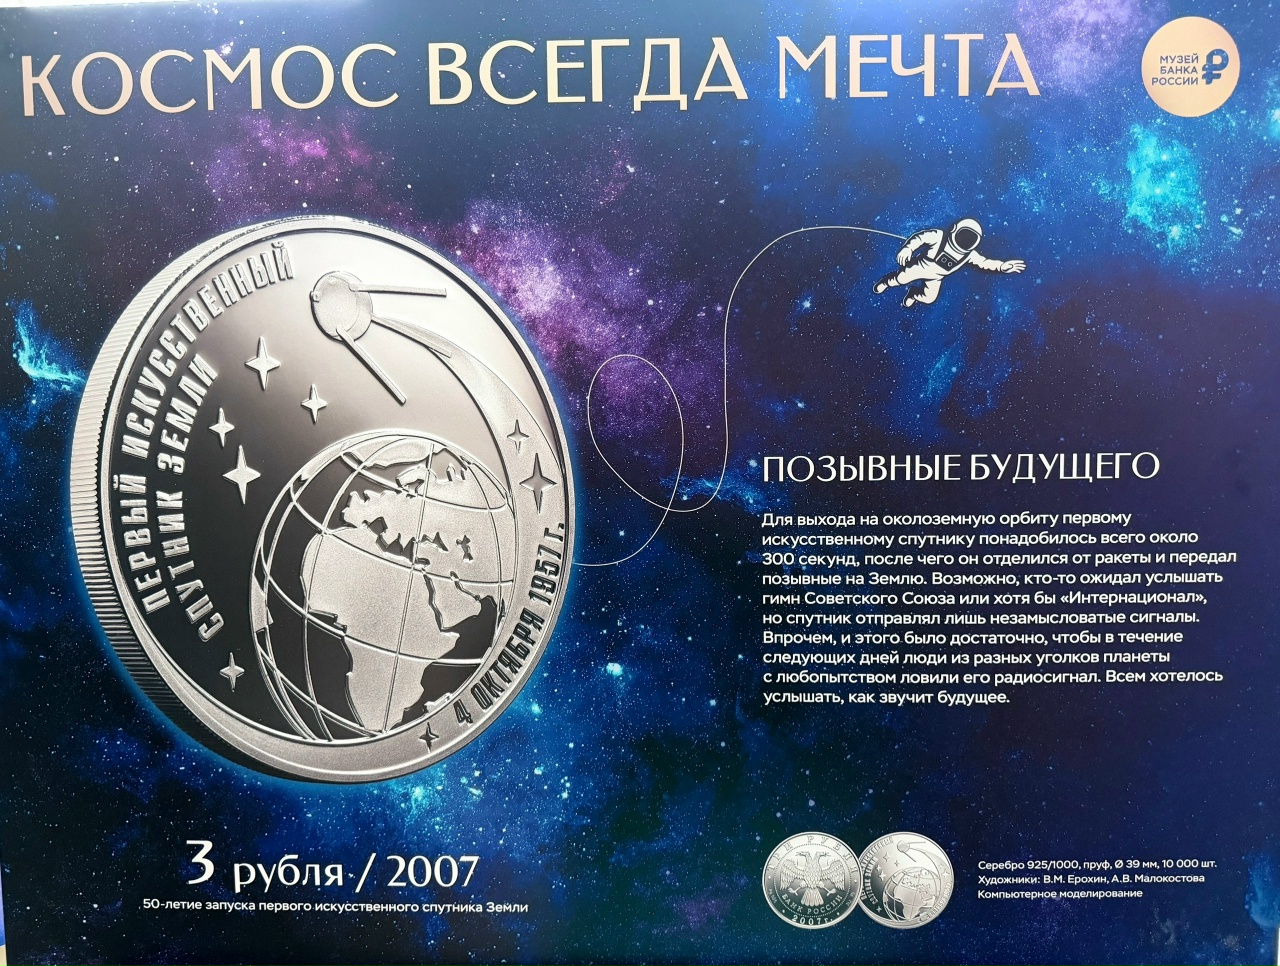 КОСМОС ВСЕГДА МЕЧТА
МУЗЕЙ
БАНКА
РОССИИ
ПЕРВЫЙ ИСКУССТВЕННЫЙ
СПУТНИК ЗЕМЛИ
4 ОКТЯБРЯ 1957 г.
ПОЗЫВНЫЕ БУДУЩЕГО
Для выхода на околоземную орбиту первому
искусственному спутнику понадобилось всего около
300 секунд, после чего он отделился от ракеты и передал
позывные на Землю. Возможно, кто-то ожидал услышать
гимн Советского Союза или хотя бы «Интернационал»,
но спутник отправлял лишь незамысловатые сигналы.
Впрочем, и этого было достаточно, чтобы в течение
следующих дней люди из разных уголков планеты
с любопытством ловили его радиосигнал. Всем хотелось
услышать, как звучит будущее.
3 рубля / 2007
50-летие запуска первого искусственного спутника Земли
ТРИ РУБЛЯ
БАНК РОССИИ
2007 г.
Серебро 925/1000, пруф, Ø 39 мм, 10 000 шт.
Художники: В.М. Ерохин, А.В. Малокостова
Компьютерное моделирование